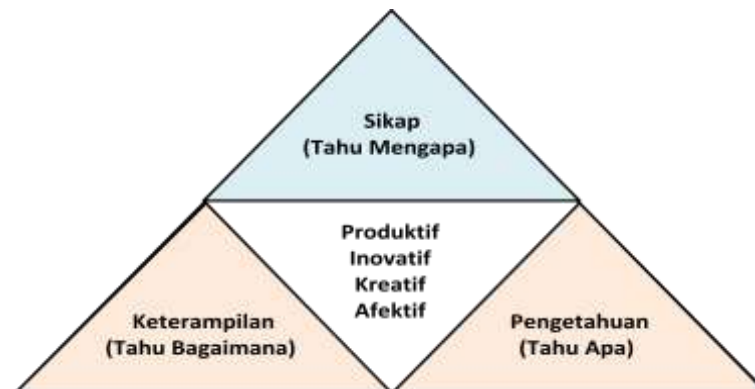 Sikap
(Tahu Mengapa)
Produktif
Inovatif
Kreatif
Afektif
Keterampilan
(Tahu Bagaimana)
Pengetahuan
(Tahu Apa)